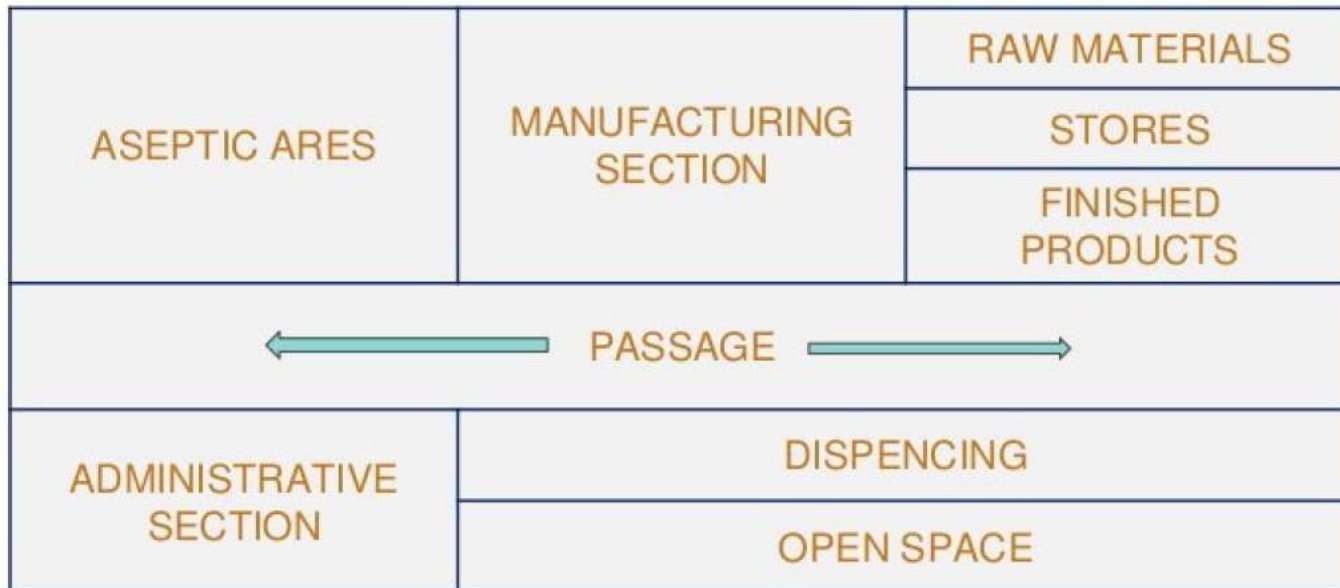 ASEPTIC ARES
MANUFACTURING
SECTION
RAW MATERIALS
STORES
FINISHED
PRODUCTS
PASSAGE
ADMINISTRATIVE
SECTION
DISPENCING
OPEN SPACE